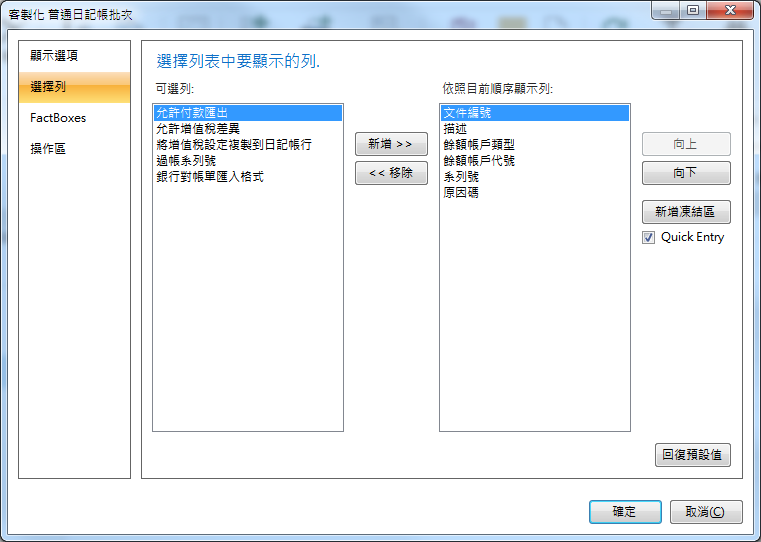 客製化 普通日記帳批次
顯示選項
選擇列
FactBoxes
操作區
選擇列表中要顯示的列.
可選列:
允許付款匯出
允許增值稅差異
將增值稅設定複製到日記帳行
過帳系列號
銀行對帳單匯入格式
新增 >>
<< 移除
依照目前順序顯示列:
文件編號
描述
餘額帳戶類型
餘額帳戶代號
系列號
原因碼
向上
向下
新增凍結區
Quick Entry
回復預設值
確定
取消(C)